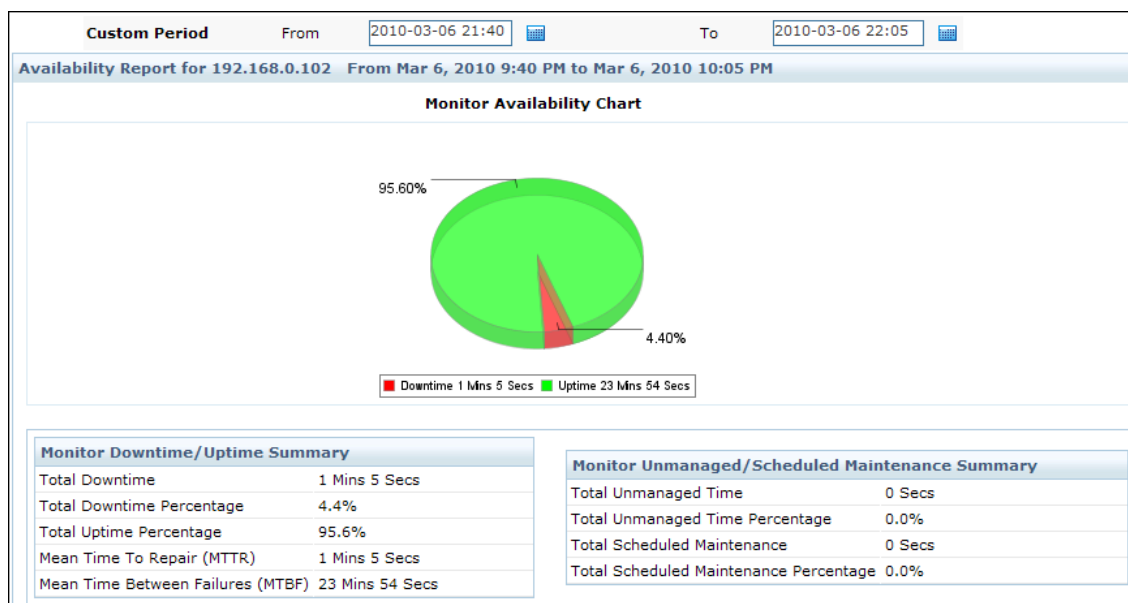 Custom Period From 2010-03-06 21:40 To 2010-03-06 22:05
Availability Report for 192.168.0.102 From Mar 6, 2010 9:40 PM to Mar 6, 2010 10:05 PM
Monitor Availability Chart
95.60%
4.40%
Downtime 1 Mins 5 Secs Uptime 23 Mins 54 Secs
Monitor Downtime/Uptime Summary
Total Downtime 1 Mins 5 Secs
Total Downtime Percentage 4.4%
Total Uptime Percentage 95.6%
Mean Time To Repair (MTTR) 1 Mins 5 Secs
Mean Time Between Failures (MTBF) 23 Mins 54 Secs
Monitor Unmanaged/Scheduled Maintenance Summary
Total Unmanaged Time 0 Secs
Total Unmanaged Time Percentage 0.0%
Total Scheduled Maintenance 0 Secs
Total Scheduled Maintenance Percentage 0.0%